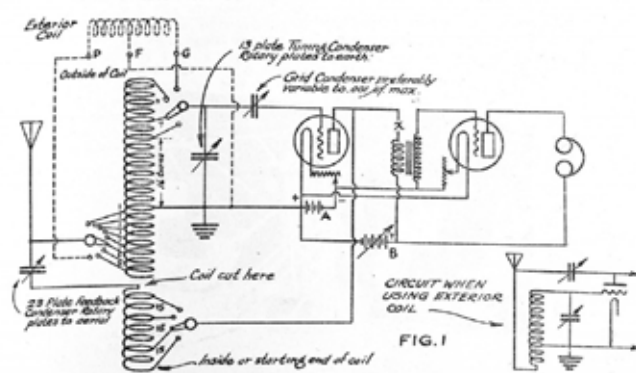 Exterior
Coil
P
F
G
Outside of Coil
13 plate Tuning Condenser
Rotary plates to earth.
Grid Condenser preferably
variable to
max.
X
+
A
-
B
Coil cut here
23 Plate Feedback
Condenser Rotary
plates to aerial
15
15
Inside or starting end of coil
CIRCUIT WHEN
USING EXTERIOR
COIL
FIG. 1